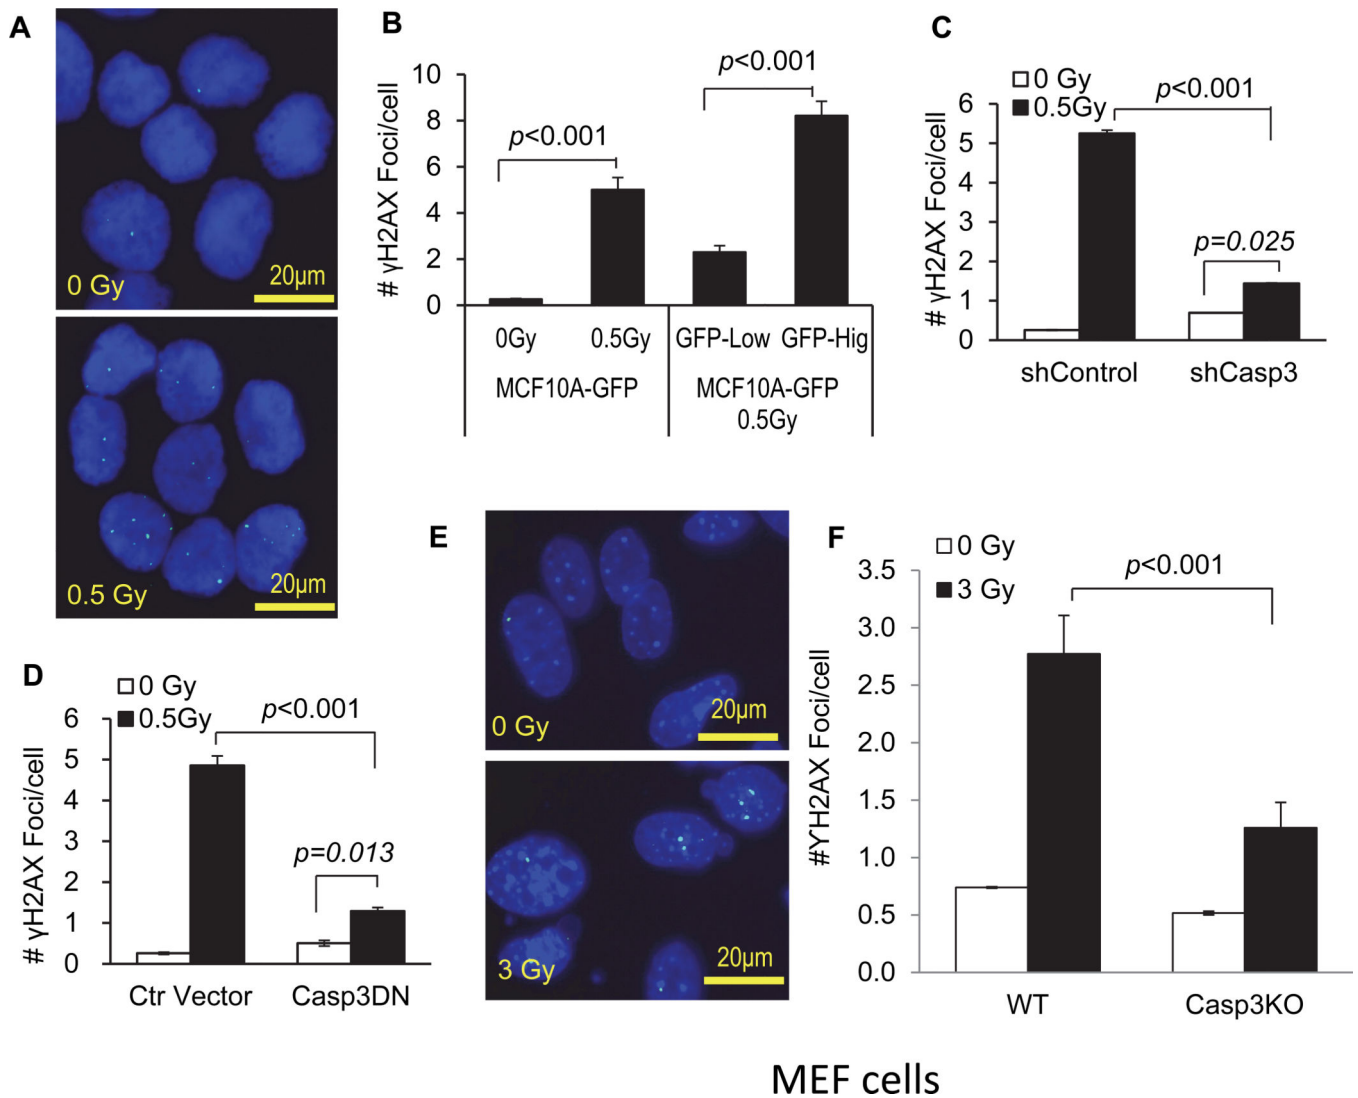 A
0 Gy
20μm
0.5 Gy
20μm
B
# γH2AX Foci/cell
10
8
6
4
2
0
p<0.001
p<0.001
0Gy
0.5Gy
GFP-Low
GFP-Hig
MCF10A-GFP
MCF10A-GFP
0.5Gy
C
0 Gy
0.5Gy
# γH2AX Foci/cell
6
5
4
3
2
1
0
p<0.001
p=0.025
shControl
shCasp3
D
0 Gy
0.5Gy
# γH2AX Foci/cell
6
5
4
3
2
1
0
p<0.001
p=0.013
Ctr Vector
Casp3DN
E
0 Gy
20μm
3 Gy
20μm
F
0 Gy
3 Gy
#ϒH2AX Foci/cell
3.5
3.0
2.5
2.0
1.5
1.0
0.5
0.0
p<0.001
WT
Casp3KO
MEF cells